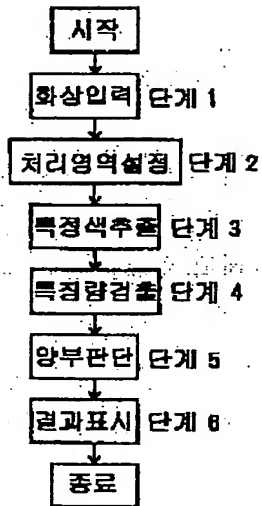 시작
화상입력 단계 1
처리영역설정 단계 2
특정색추출 단계 3
특징량검출 단계 4
양부판단 단계 5
결과표시 단계 6
종료